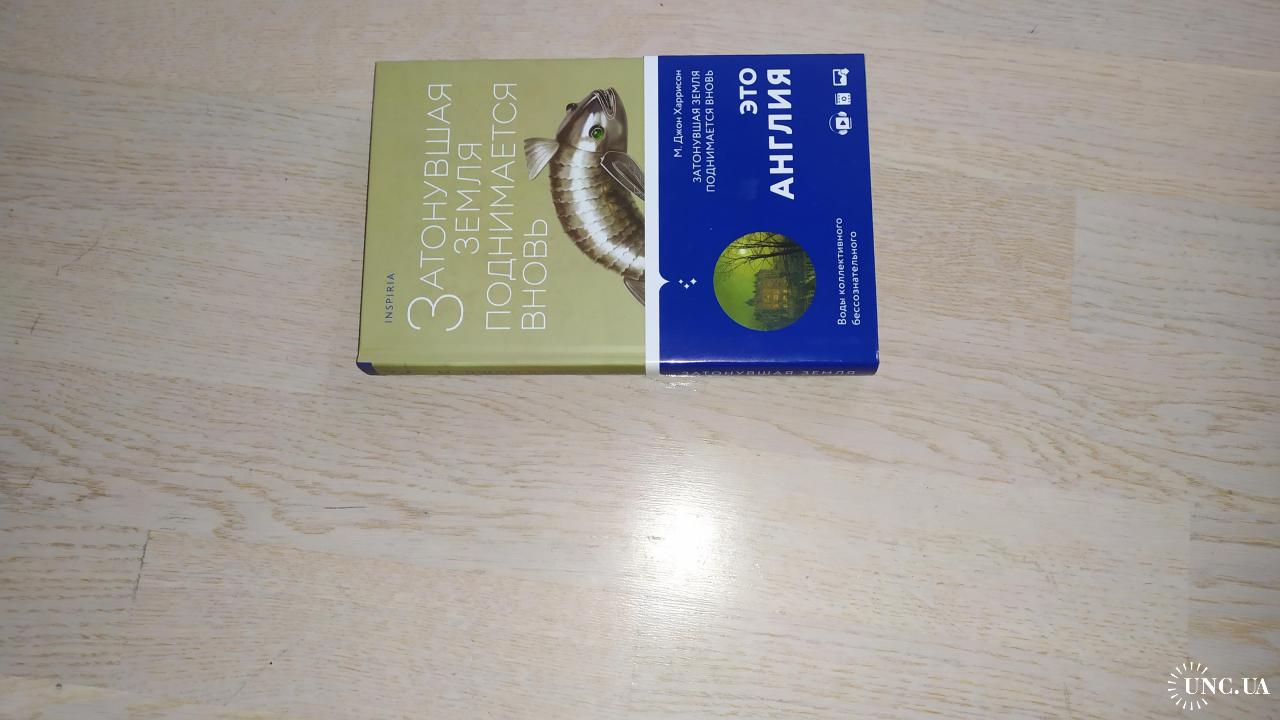 INSPIRIA
ЗАТОНУВШАЯ
ЗЕМЛЯ
ПОДНИМАЕТСЯ
ВНОВЬ
М. Джон Харрисон
ЗАТОНУВШАЯ ЗЕМЛЯ
ПОДНИМАЕТСЯ ВНОВЬ
ЭТО
АНГЛИЯ
Воды коллективного
бессознательного
ЗАТОНУВШАЯ ЗЕМЛЯ
UNC.UA